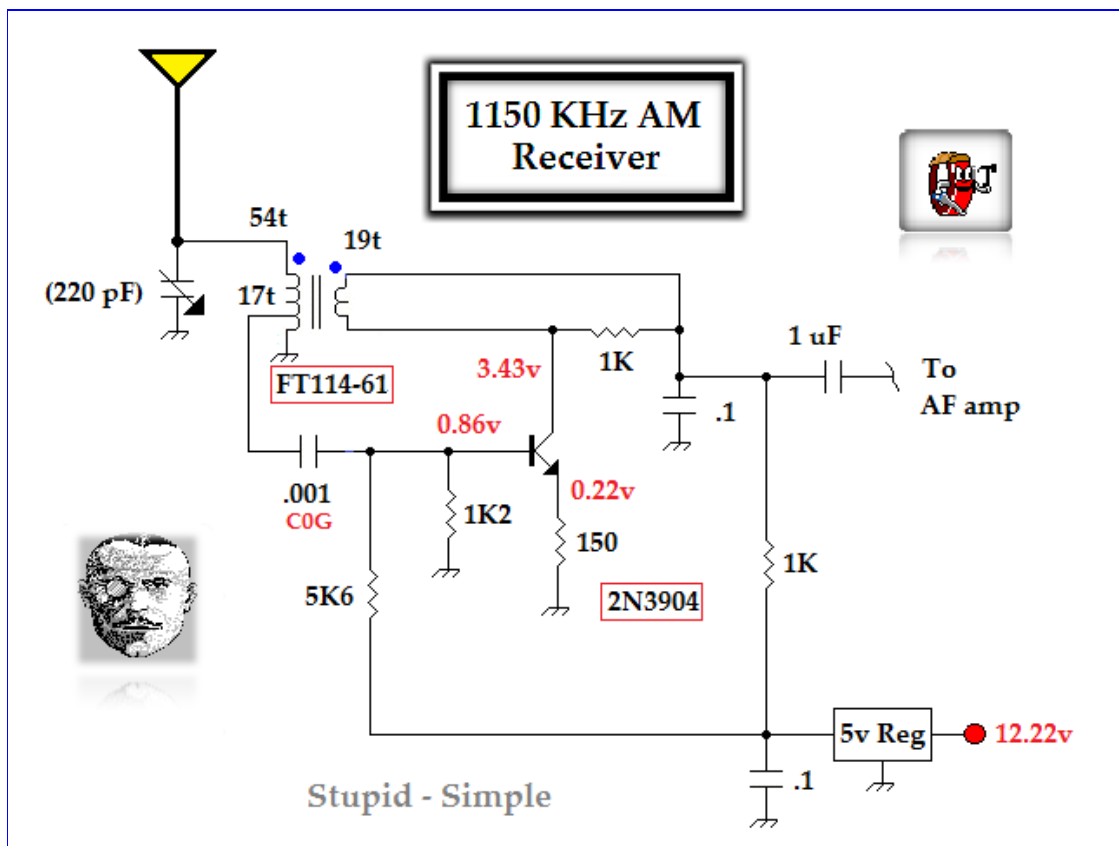 1150 KHz AM
Receiver
54t
19t
(220 pF)
17t
1K
1 uF
To
AF amp
FT114-61
3.43v
.1
0.86v
.001
C0G
1K2
0.22v
150
1K
5K6
2N3904
5v Reg
12.22v
.1
Stupid - Simple